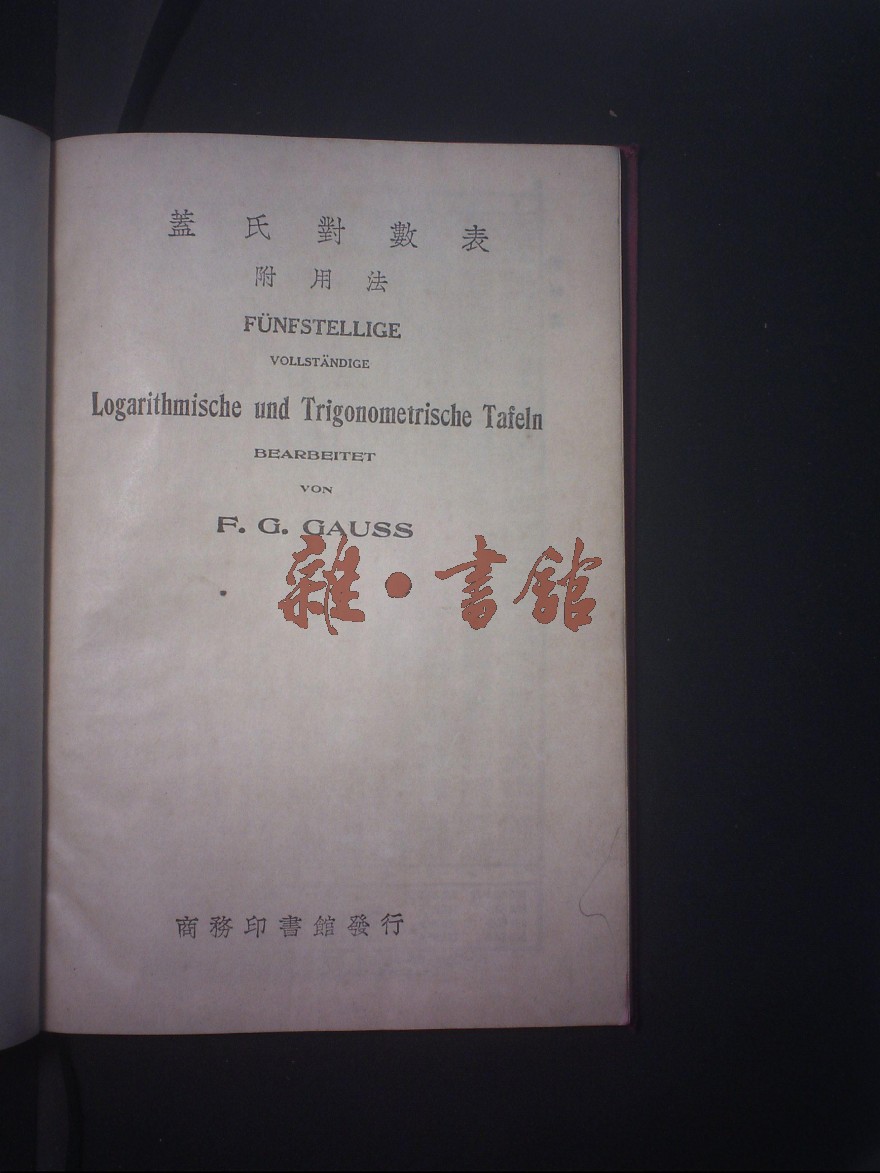 蓋氏對數表
附用法
FÜNFSTELLIGE
VOLLSTÄNDIGE
Logarithmische und Trigonometrische Tafeln
BEARBEITET
VON
F. G. GAUSS
雜·書館
商務印書館發行